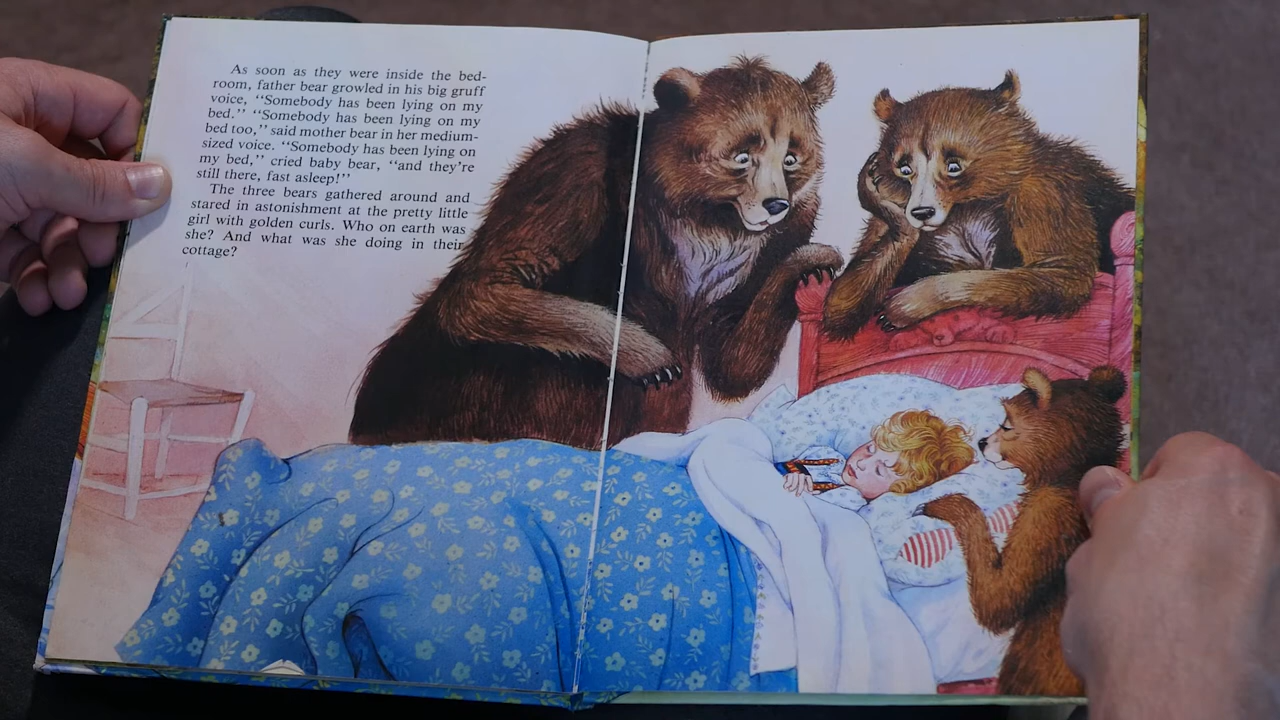 As soon as they were inside the bed-
room, father bear growled in his big gruff
voice, “Somebody has been lying on my
bed.” “Somebody has been lying on my
bed too,” said mother bear in her medium-
sized voice. “Somebody has been lying on
my bed,” cried baby bear, “and they’re
still there, fast asleep!”
The three bears gathered around and
stared in astonishment at the pretty little
girl with golden curls. Who on earth was
she? And what was she doing in their
cottage?